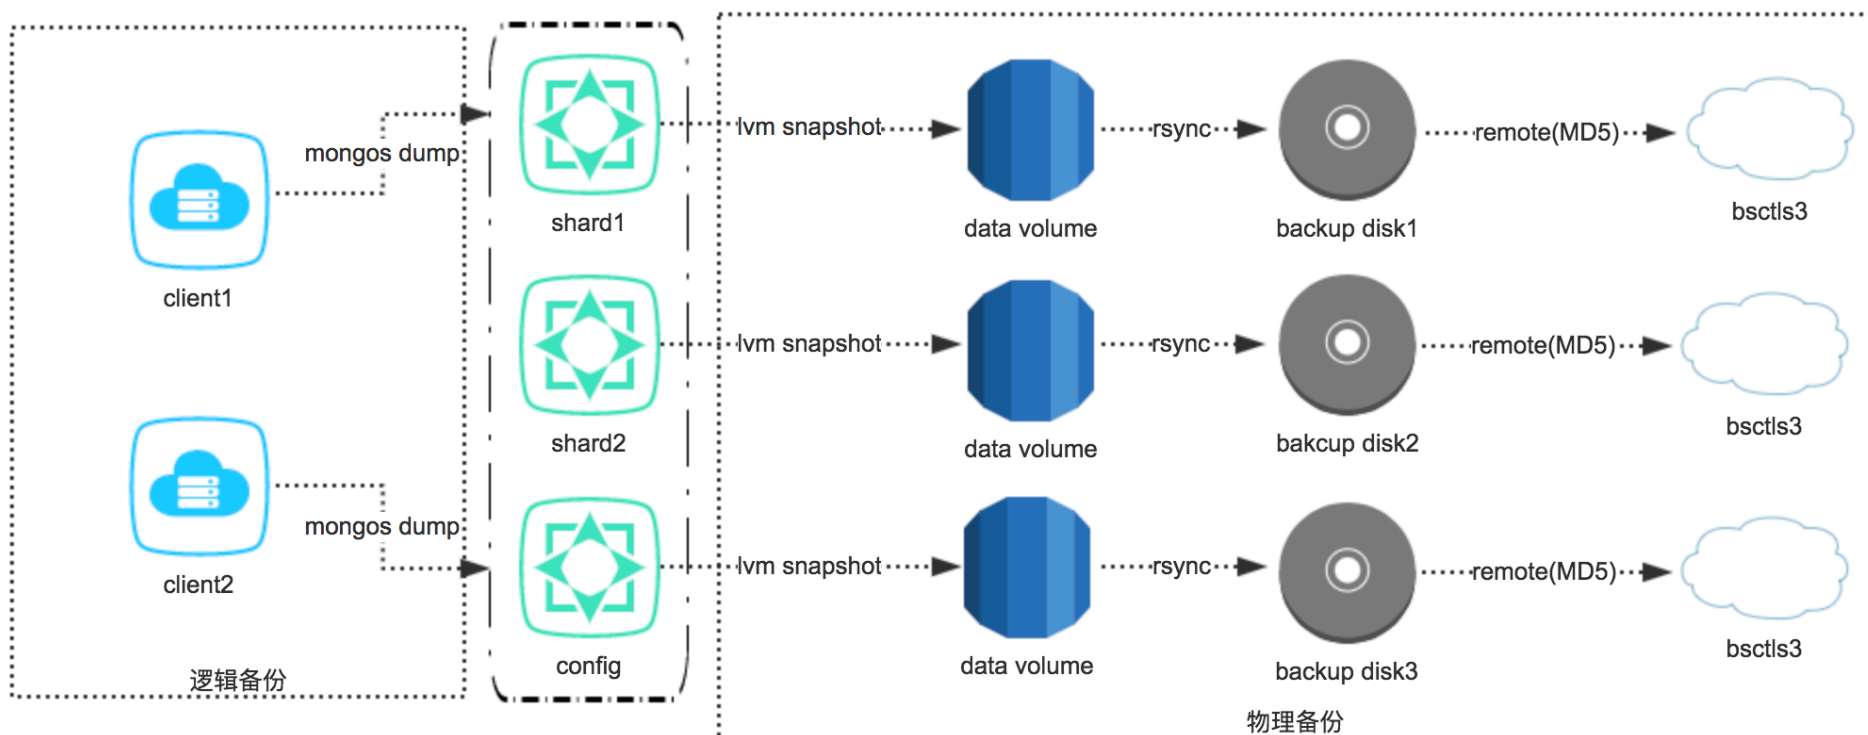 mongos dump
client1
mongos dump
client2
逻辑备份
shard1
shard2
config
lvm snapshot
data volume
rsync
backup disk1
remote(MD5)
bsctls3
lvm snapshot
data volume
rsync
bakcup disk2
remote(MD5)
bsctls3
lvm snapshot
data volume
rsync
backup disk3
remote(MD5)
bsctls3
物理备份